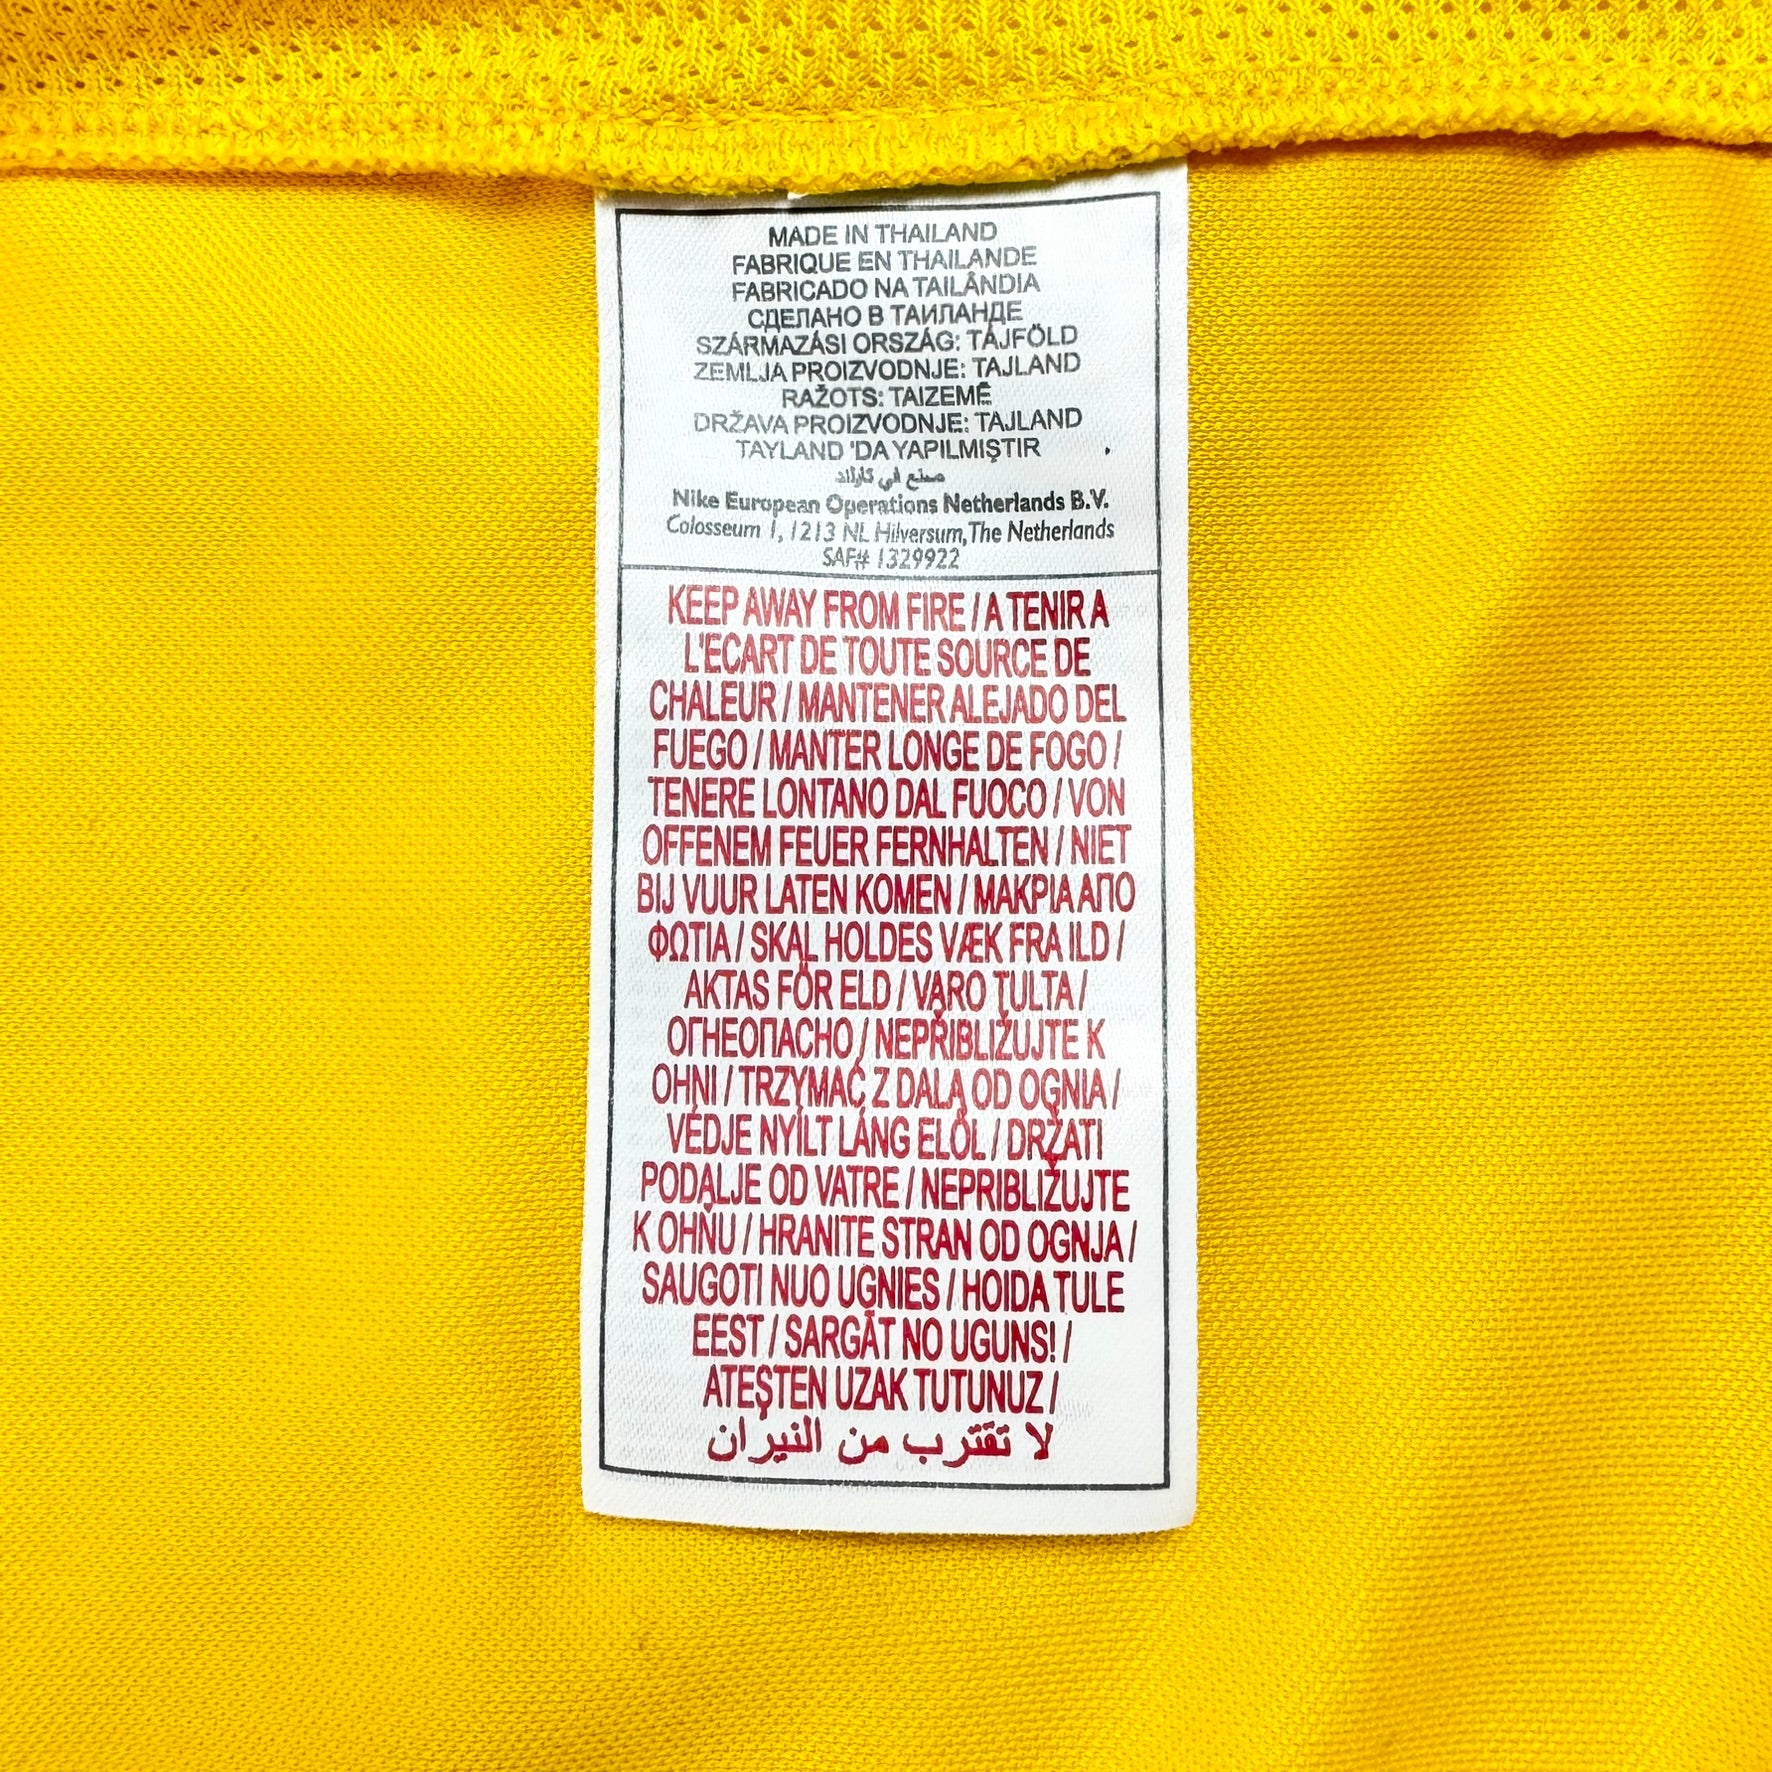 MADE IN THAILAND
FABRIQUE EN THAILANDE
FABRICADO NA TAILÂNDIA
СДЕЛАНО В ТАИЛАНДЕ
SZÁRMAZÁSI ORSZÁG: TÁJFÖLD
ZEMLJA PROIZVODNJE: TAJLAND
RAŽOTS: TAIZEMĒ
DRŽAVA PROIZVODNJE: TAJLAND
TAYLAND 'DA YAPILMIŞTIR
صنع في
Nike European Operations Netherlands B.V.
Colosseum 1, 1213 NL Hilversum, The Netherlands
SAF# 1329922
KEEP AWAY FROM FIRE / A TENIR A
L'ECART DE TOUTE SOURCE DE
CHALEUR / MANTENER ALEJADO DEL
FUEGO / MANTER LONGE DE FOGO /
TENERE LONTANO DAL FUOCO / VON
OFFENEM FEUER FERNHALTEN / NIET
BIJ VUUR LATEN KOMEN / ΜΑΚΡΙΑ ΑΠΟ
ΦΩΤΙΑ / SKAL HOLDES VÆK FRA ILD /
AKTAS FÖR ELD / VARO TULTA /
ОГНЕОПАСНО / NEPŘIBLIŽUJTE K
OHNI / TRZYMAĆ Z DALA OD OGNIA /
VÉDJE NYÍLT LÁNG ELŐL / DRŽATI
PODALJE OD VATRE / NEPRIBLIŽUJTE
K OHŇU / HRANITE STRAN OD OGNJA /
SAUGOTI NUO UGNIES / HOIDA TULE
EEST / SARGĀT NO UGUNS! /
ATEŞTEN UZAK TUTUNUZ /
لا تقترب من النيران